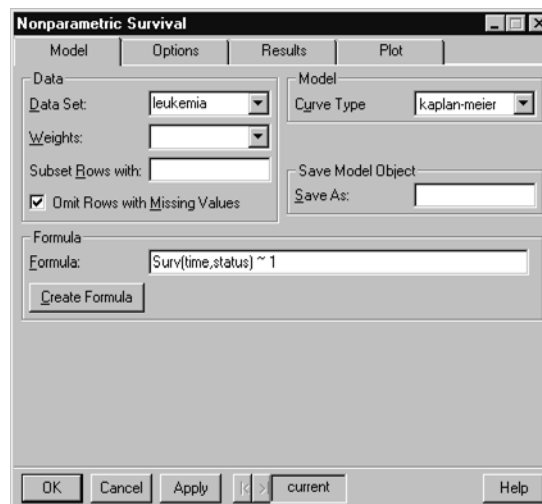 Nonparametric Survival
Model Options Results Plot
Data
Data Set: leukemia
Weights:
Subset Rows with:
Omit Rows with Missing Values
Model
Curve Type kaplan-meier
Save Model Object
Save As:
Formula
Formula: Surv(time,status) ~ 1
Create Formula
OK Cancel Apply current Help